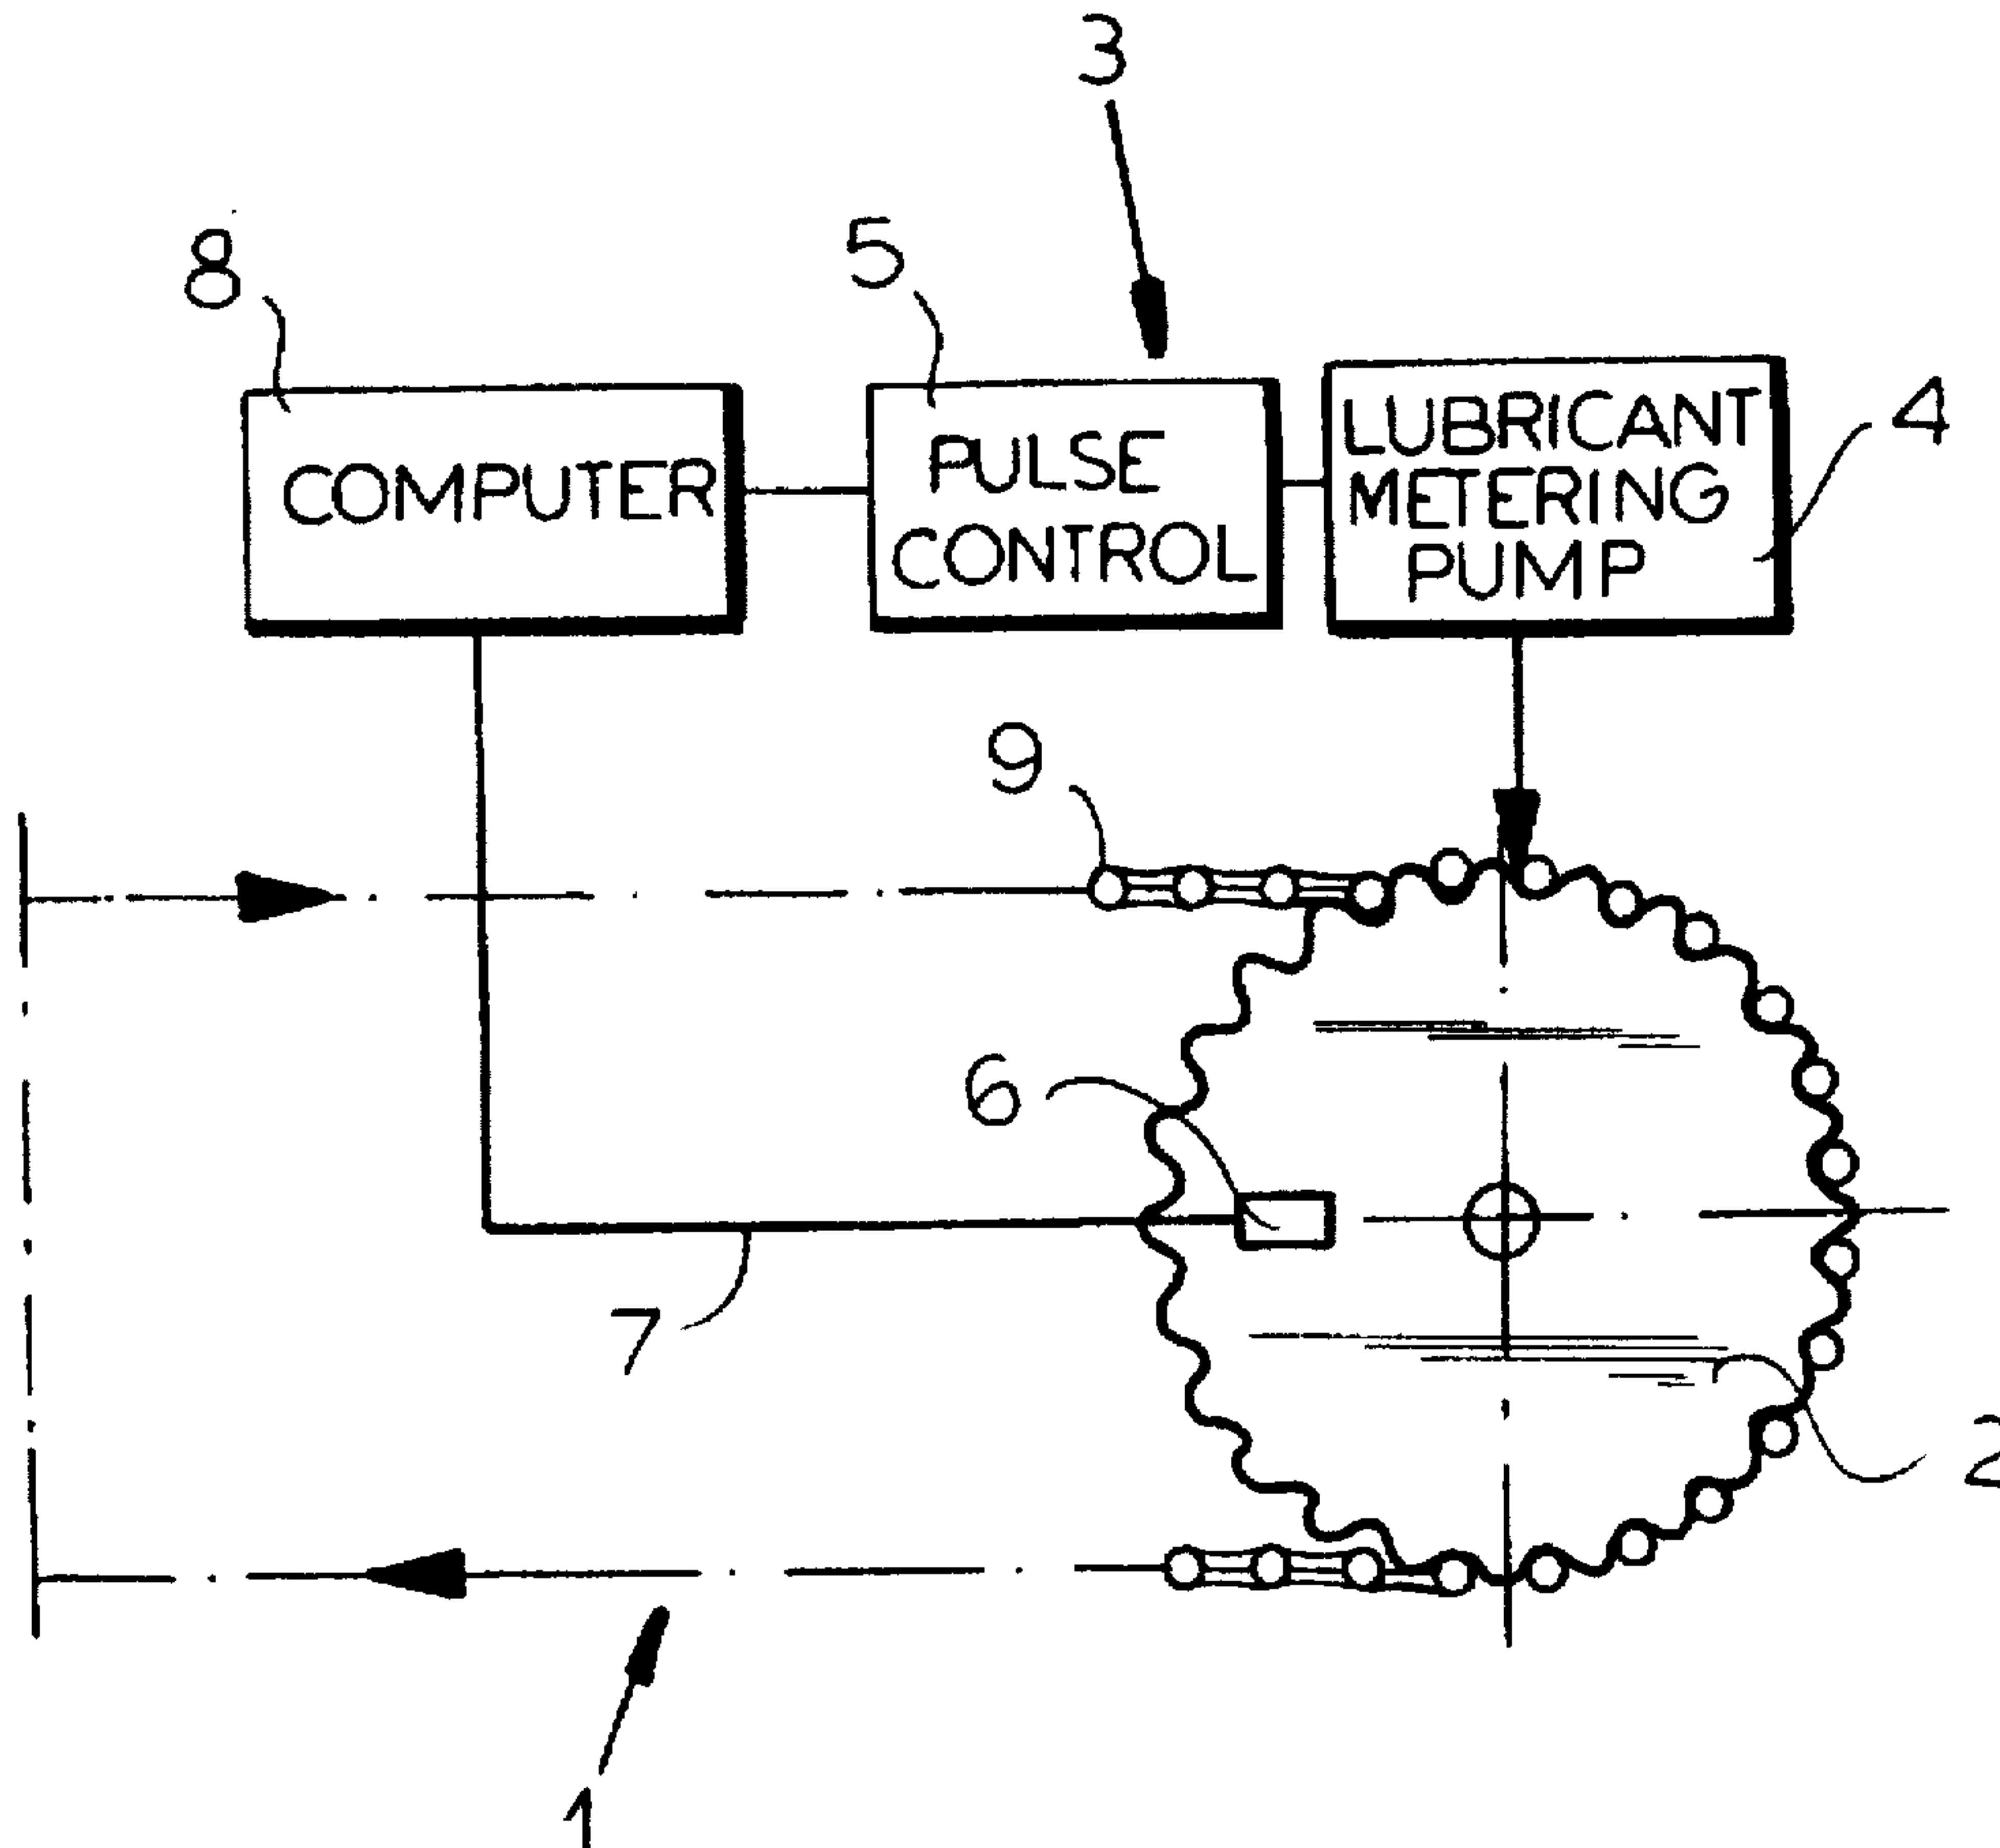 3
8
5
4
COMPUTER
PULSE
CONTROL
LUBRICANT
METERING
PUMP
9
6
7
2
1